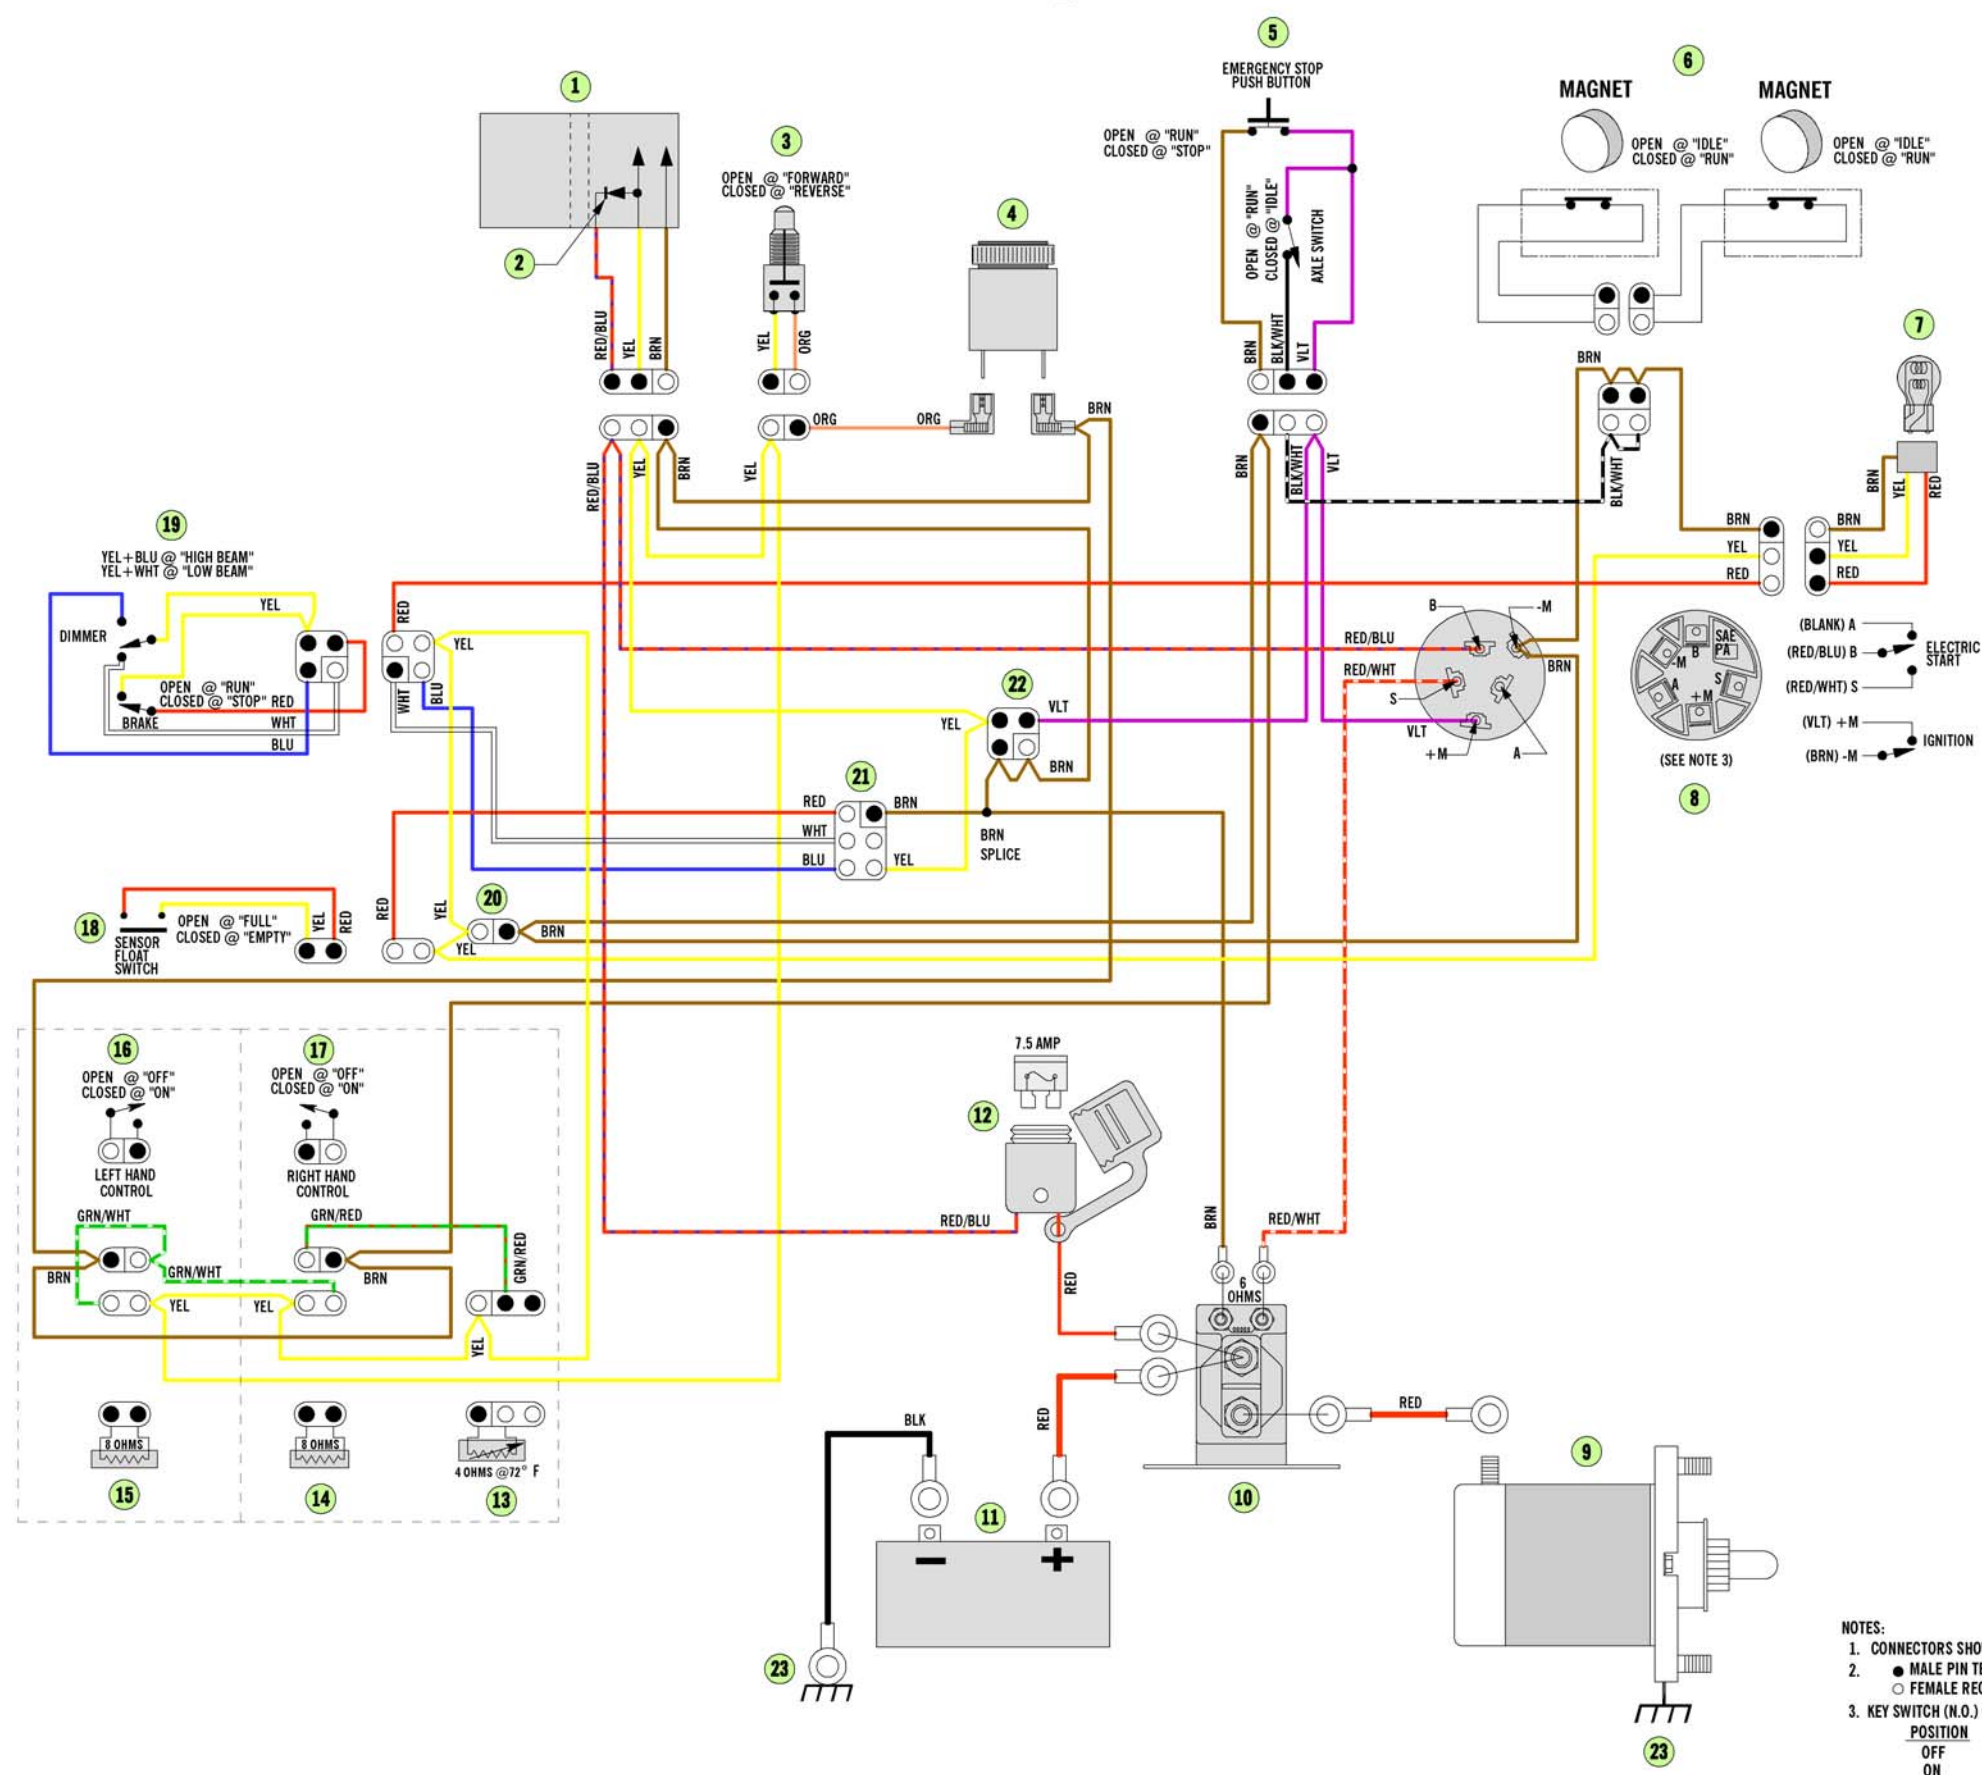 1
2
3
OPEN @ "FORWARD"
CLOSED @ "REVERSE"
4
5
EMERGENCY STOP
PUSH BUTTON
OPEN @ "RUN"
CLOSED @ "STOP"
OPEN @ "RUN"
CLOSED @ "IDLE"
AXLE SWITCH
6
MAGNET
MAGNET
OPEN @ "IDLE"
CLOSED @ "RUN"
OPEN @ "IDLE"
CLOSED @ "RUN"
7
RED/BLU
YEL
BRN
YEL
ORG
BRN
BLK/WHT
VLT
BRN
ORG
ORG
BRN
RED/BLU
YEL
BRN
YEL
BRN
BLK/WHT
VLT
BLK/WHT
BRN
YEL
RED
BRN
YEL
RED
BRN
YEL
RED
19
YEL+BLU @ "HIGH BEAM"
YEL+WHT @ "LOW BEAM"
YEL
DIMMER
OPEN @ "RUN"
CLOSED @ "STOP"
RED
BRAKE
WHT
BLU
RED
YEL
WHT
BLU
B
-M
RED/BLU
RED/WHT
BRN
S
VLT
+M
A
-M
B
SAE
PA
A
S
+M
(SEE NOTE 3)
8
(BLANK) A
(RED/BLU) B
ELECTRIC
START
(RED/WHT) S
(VLT) +M
IGNITION
(BRN) -M
22
VLT
YEL
BRN
21
RED
BRN
WHT
BRN
SPLICE
BLU
YEL
18
OPEN @ "FULL"
CLOSED @ "EMPTY"
SENSOR
FLOAT
SWITCH
YEL
RED
RED
YEL
20
BRN
YEL
16
OPEN @ "OFF"
CLOSED @ "ON"
LEFT HAND
CONTROL
17
OPEN @ "OFF"
CLOSED @ "ON"
RIGHT HAND
CONTROL
GRN/WHT
GRN/RED
GRN/RED
BRN
GRN/WHT
BRN
YEL
YEL
YEL
8 OHMS
15
8 OHMS
14
4 OHMS @72° F
13
7.5 AMP
12
RED/BLU
RED
BRN
RED/WHT
6
OHMS
BLK
RED
RED
10
11
9
23
23
NOTES:
1. CONNECTORS SHO
2. ● MALE PIN TE
○ FEMALE REC
3. KEY SWITCH (N.O.)
POSITION
OFF
ON